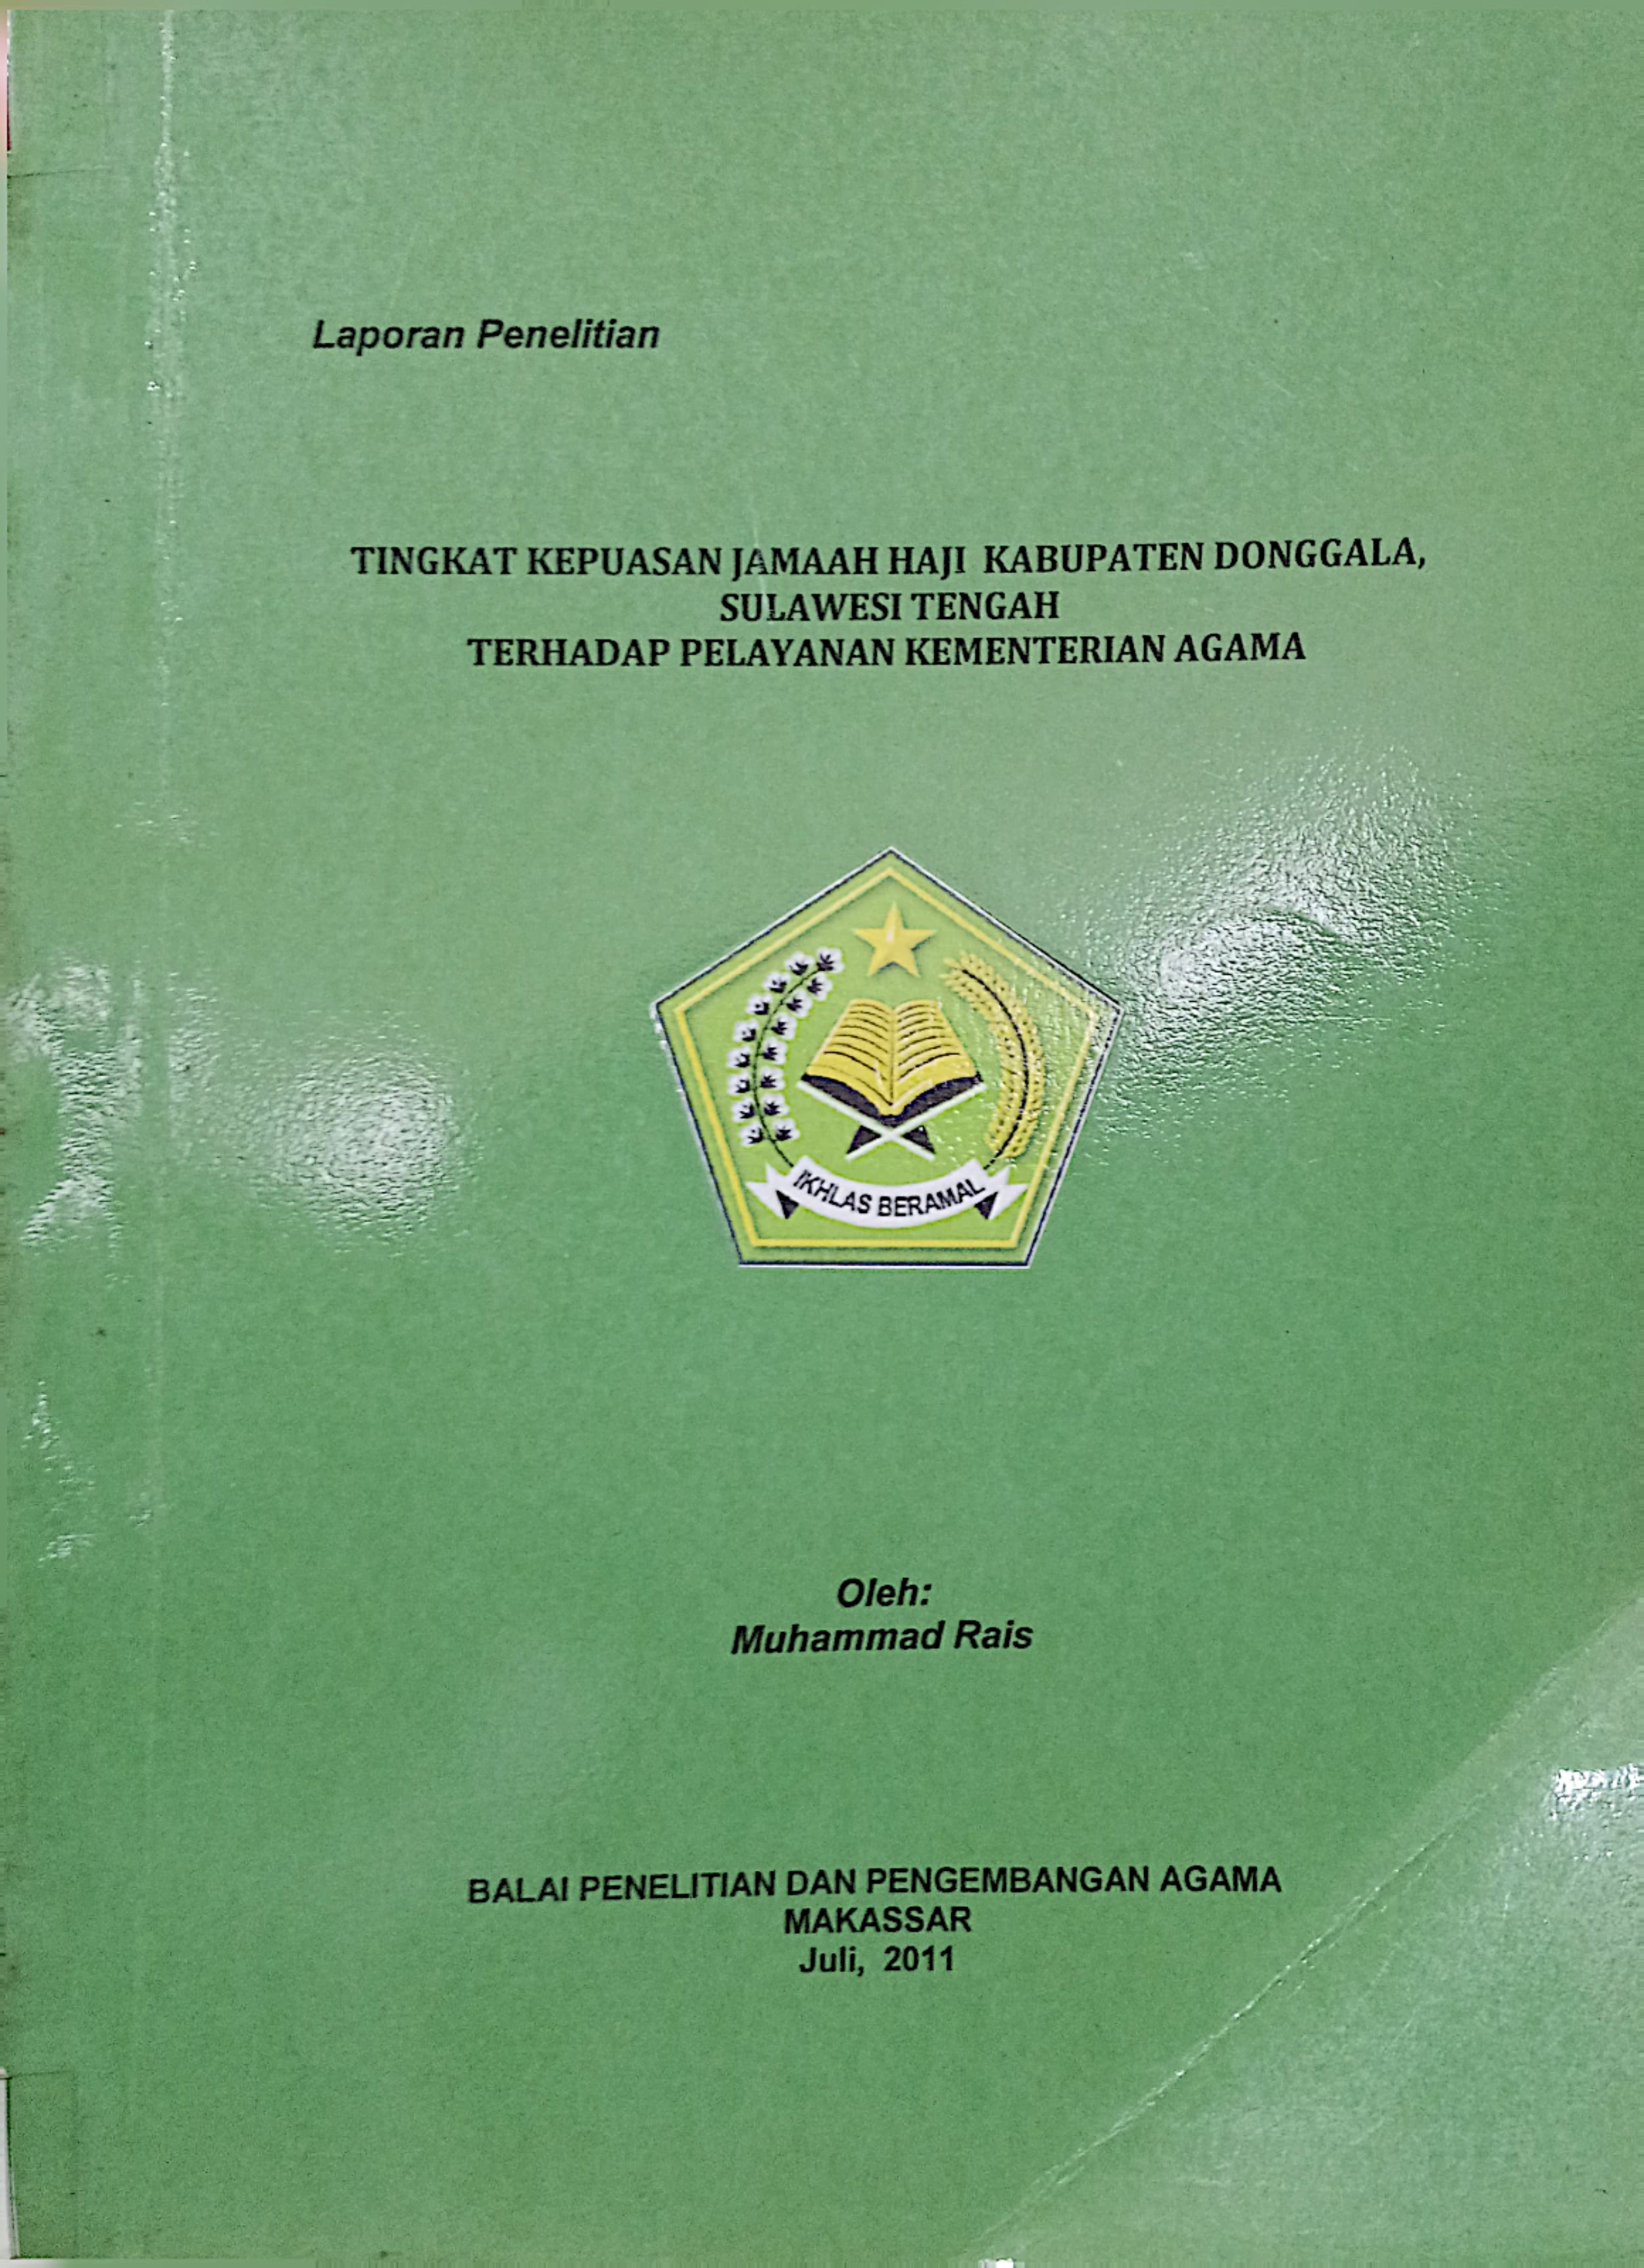 Laporan Penelitian
TINGKAT KEPUASAN JAMAAH HAJI KABUPATEN DONGGALA,
SULAWESI TENGAH
TERHADAP PELAYANAN KEMENTERIAN AGAMA
IKHLAS BERAMAL
Oleh:
Muhammad Rais
BALAI PENELITIAN DAN PENGEMBANGAN AGAMA
MAKASSAR
Juli, 2011